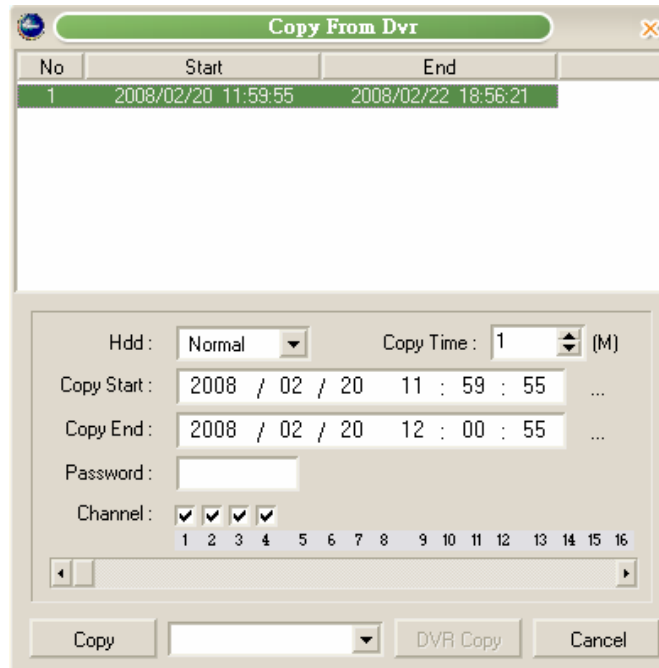 Copy From Dvr
No Start End
1 2008/02/20 11:59:55 2008/02/22 18:56:21
Hdd : Normal Copy Time : 1 (M)
Copy Start : 2008 / 02 / 20 11 : 59 : 55 ...
Copy End : 2008 / 02 / 20 12 : 00 : 55 ...
Password :
Channel :
1 2 3 4 5 6 7 8 9 10 11 12 13 14 15 16
Copy DVR Copy Cancel